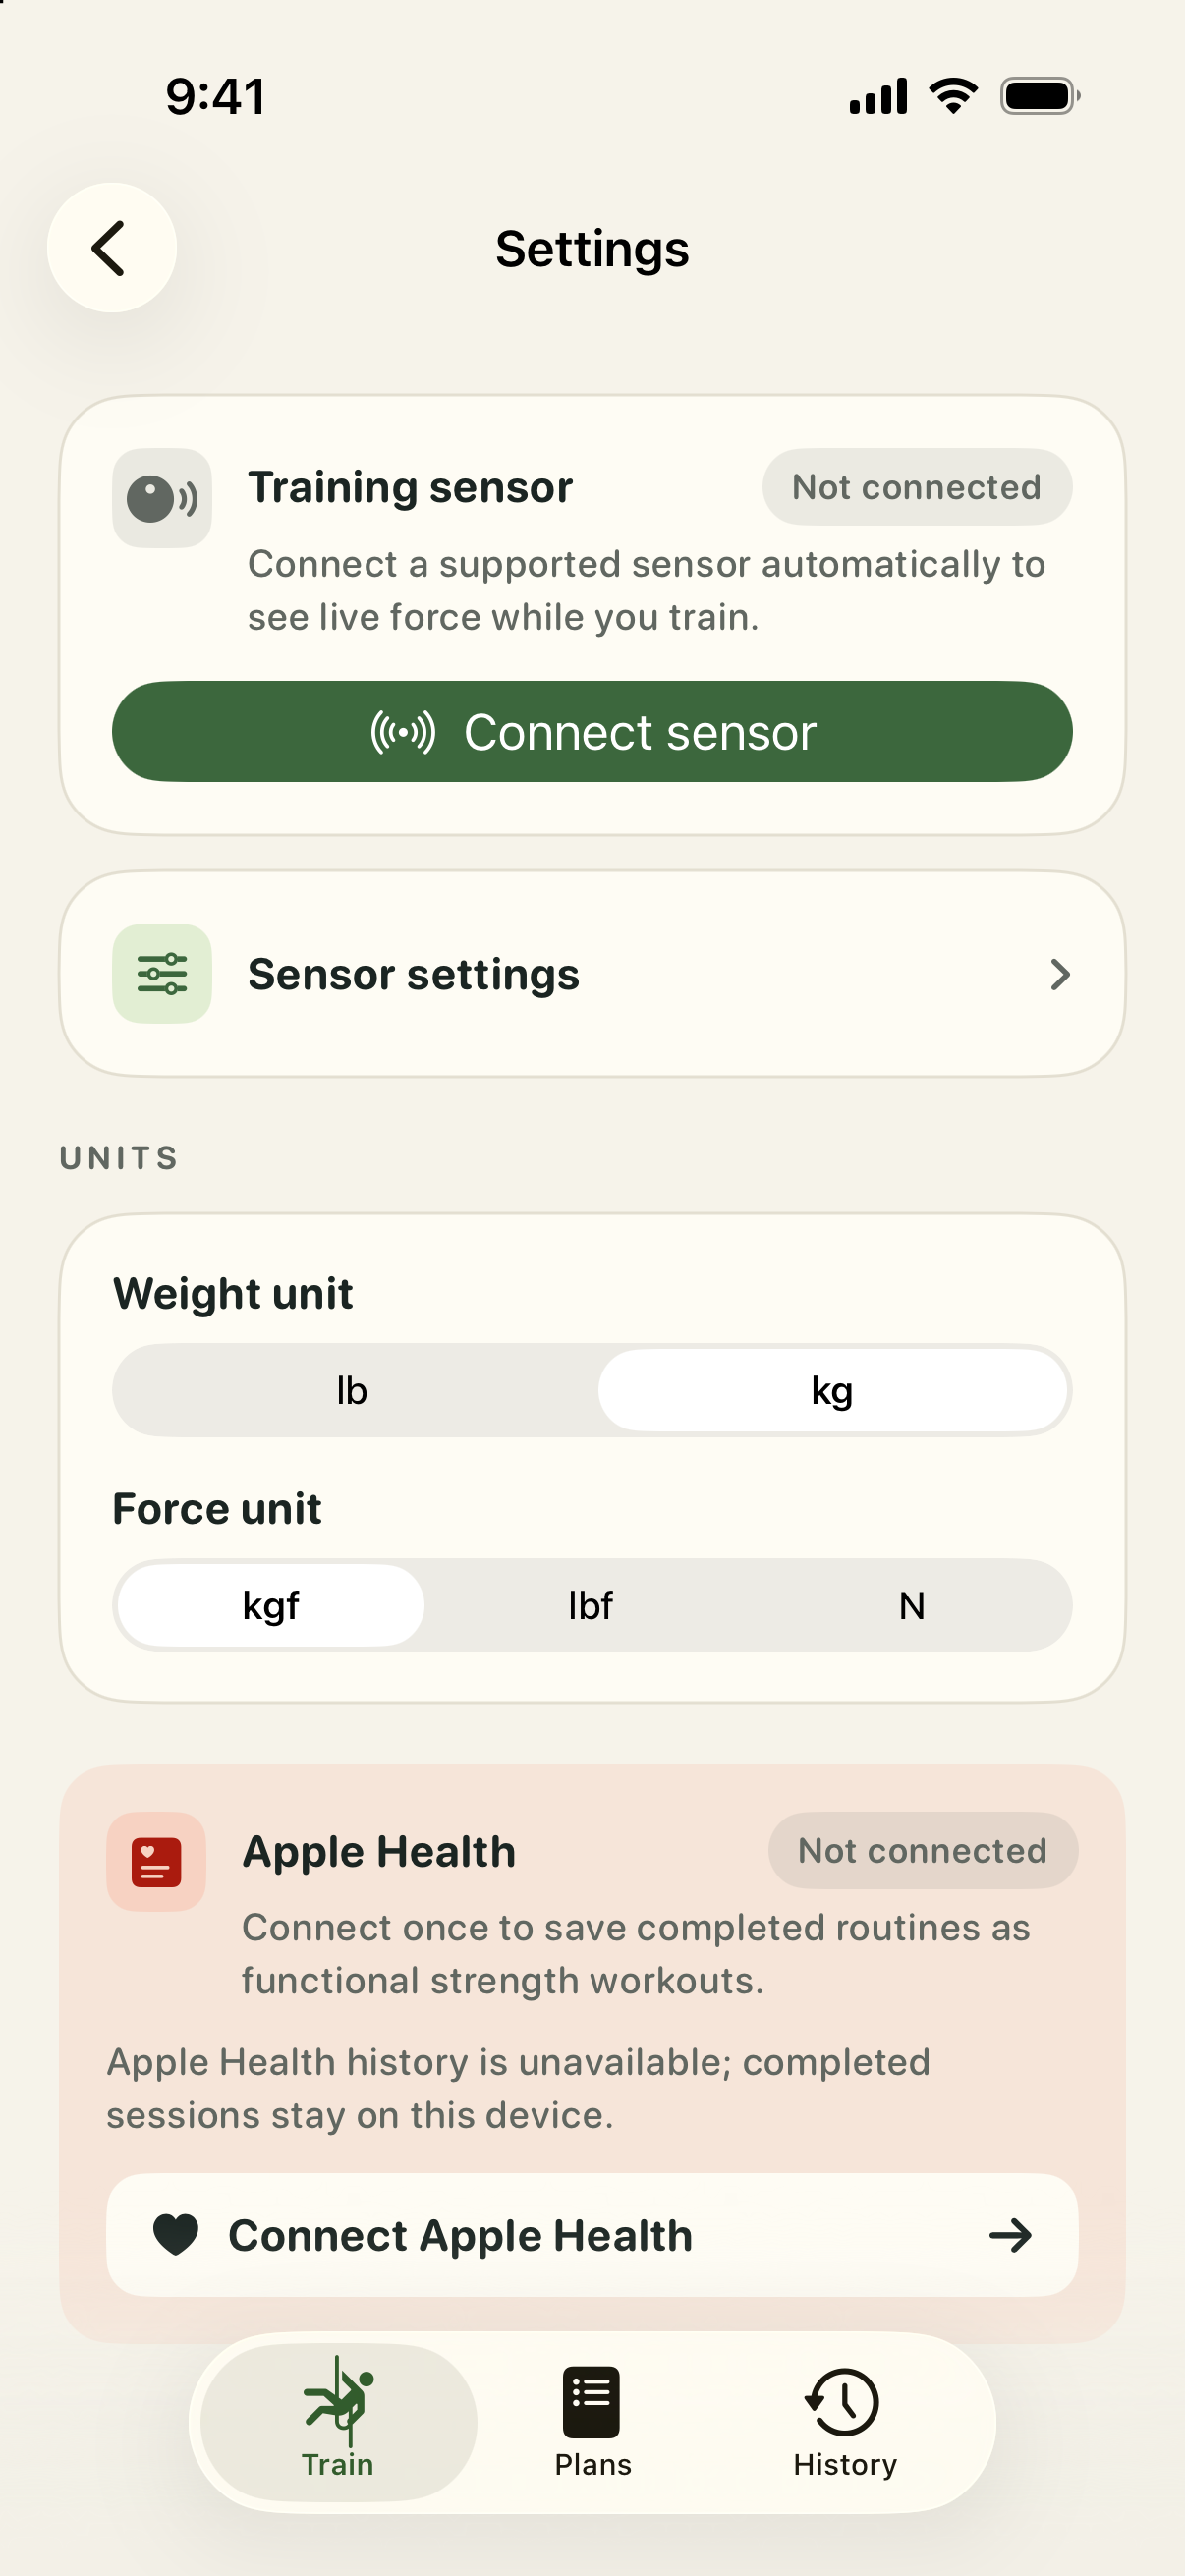 9:41
Settings
Training sensor
Not connected
Connect a supported sensor automatically to
see live force while you train.
Connect sensor
Sensor settings
UNITS
Weight unit
lb kg
Force unit
kgf lbf N
Apple Health
Not connected
Connect once to save completed routines as
functional strength workouts.
Apple Health history is unavailable; completed
sessions stay on this device.
Connect Apple Health
Train Plans History